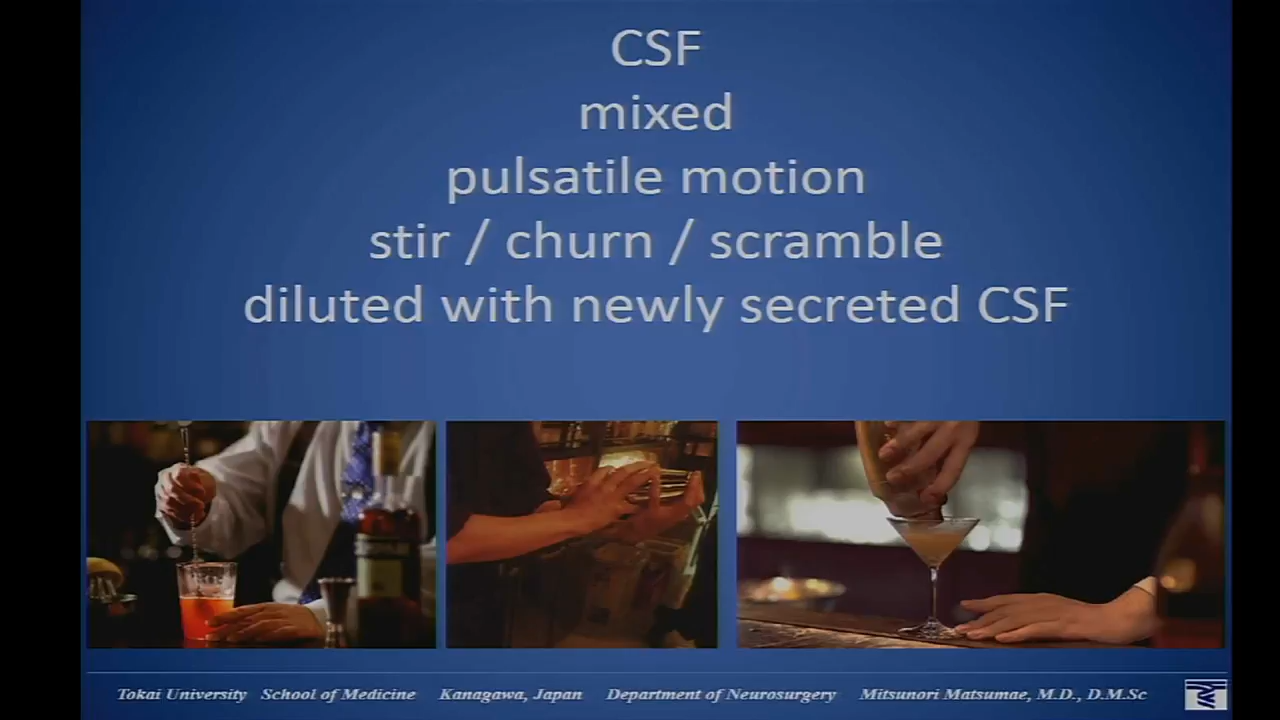 CSF
mixed
pulsatile motion
stir / churn / scramble
diluted with newly secreted CSF
Tokai University School of Medicine Kanagawa, Japan Department of Neurosurgery Mitsunori Matsumae, M.D., D.M.Sc